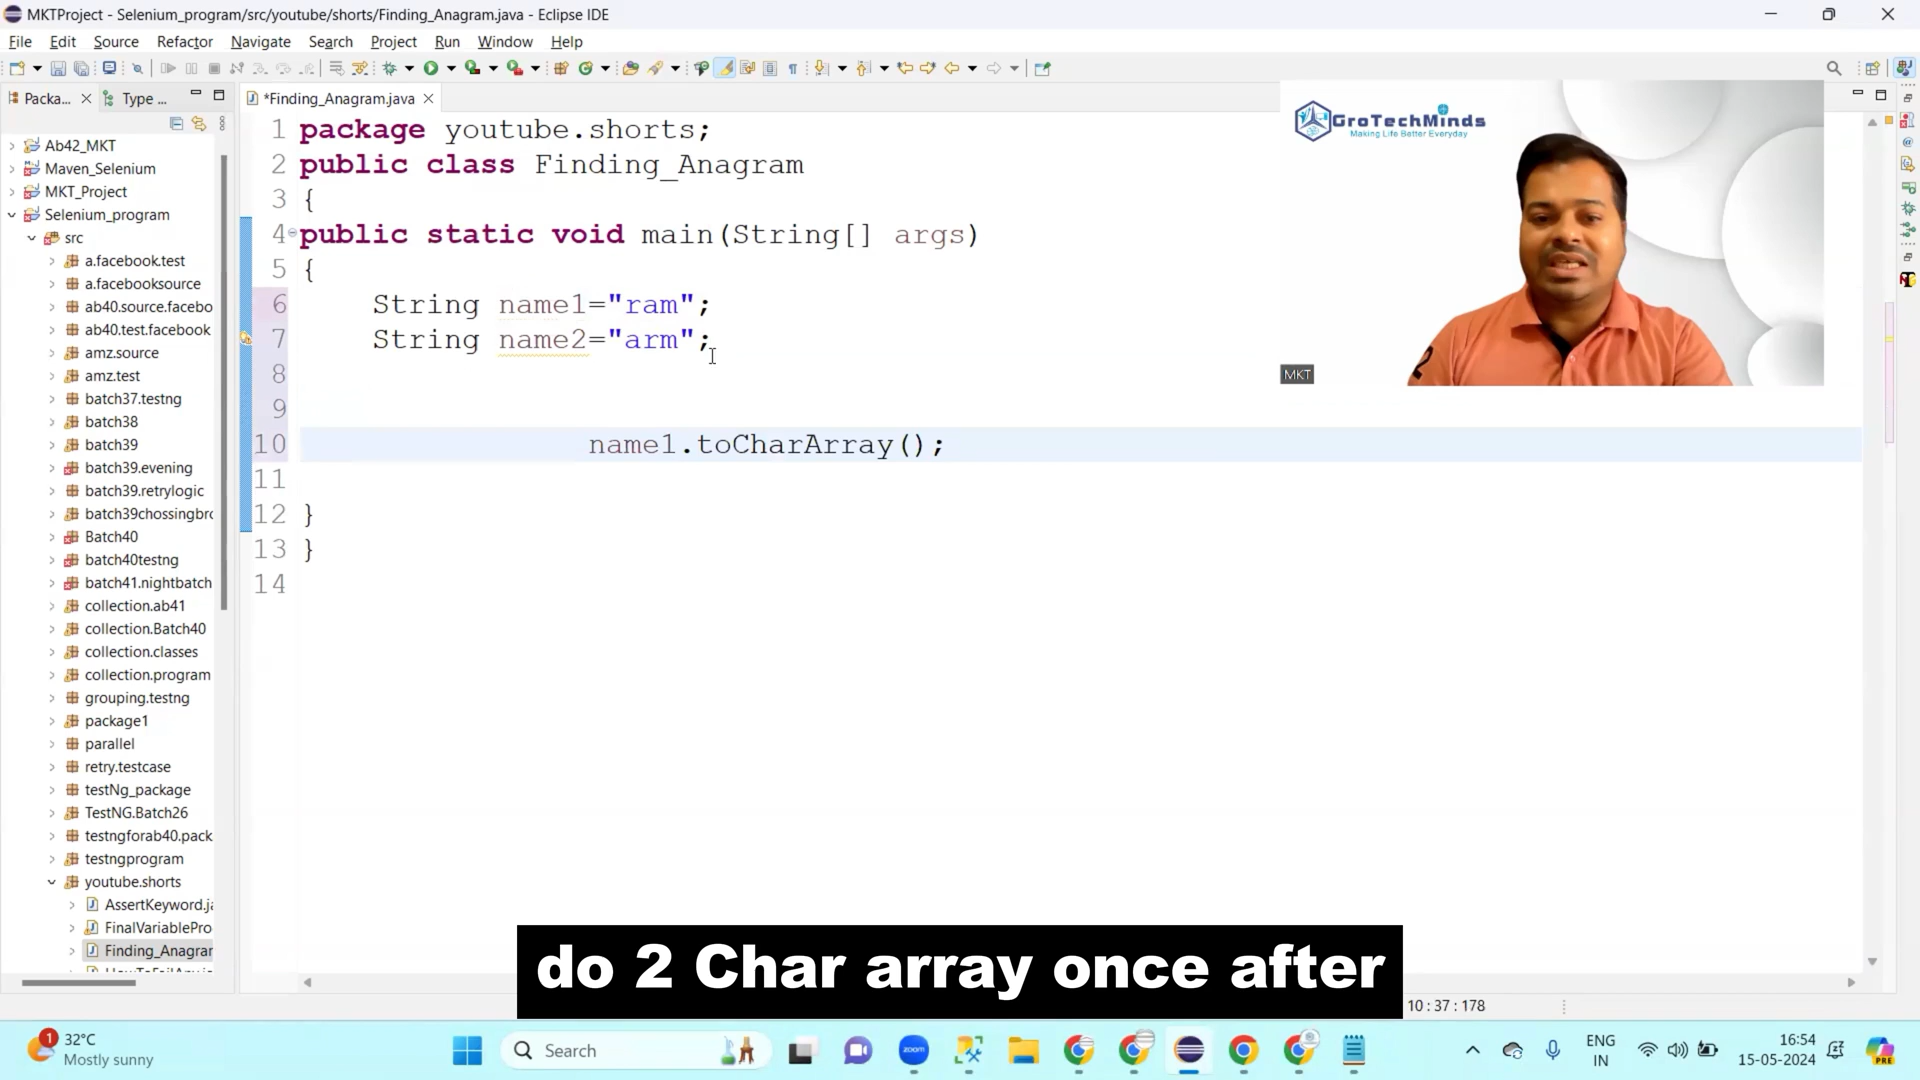 MKTProject - Selenium_program/src/youtube/shorts/Finding_Anagram.java - Eclipse IDE
File Edit Source Refactor Navigate Search Project Run Window Help
Packa... Type ...
*Finding_Anagram.java
Ab42_MKT
Maven_Selenium
MKT_Project
Selenium_program
src
a.facebook.test
a.facebooksource
ab40.source.facebo
ab40.test.facebook
amz.source
amz.test
batch37.testng
batch38
batch39
batch39.evening
batch39.retrylogic
batch39chossingbrc
Batch40
batch40testng
batch41.nightbatch
collection.ab41
collection.Batch40
collection.classes
collection.program
grouping.testng
package1
parallel
retry.testcase
testNg_package
TestNG.Batch26
testngforab40.pack
testngprogram
youtube.shorts
AssertKeyword.ja
FinalVariablePro
Finding_Anagrar
1 package youtube.shorts;
2 public class Finding_Anagram
3 {
4 public static void main(String[] args)
5 {
6 String name1="ram";
7 String name2="arm";
8
9
10 name1.toCharArray();
11
12 }
13 }
14
GroTechMinds
Making Life Better Everyday
MKT
do 2 Char array once after
10 : 37 : 178
1
32°C
Mostly sunny
Search
zoom
ENG
IN
16:54
15-05-2024
PRE